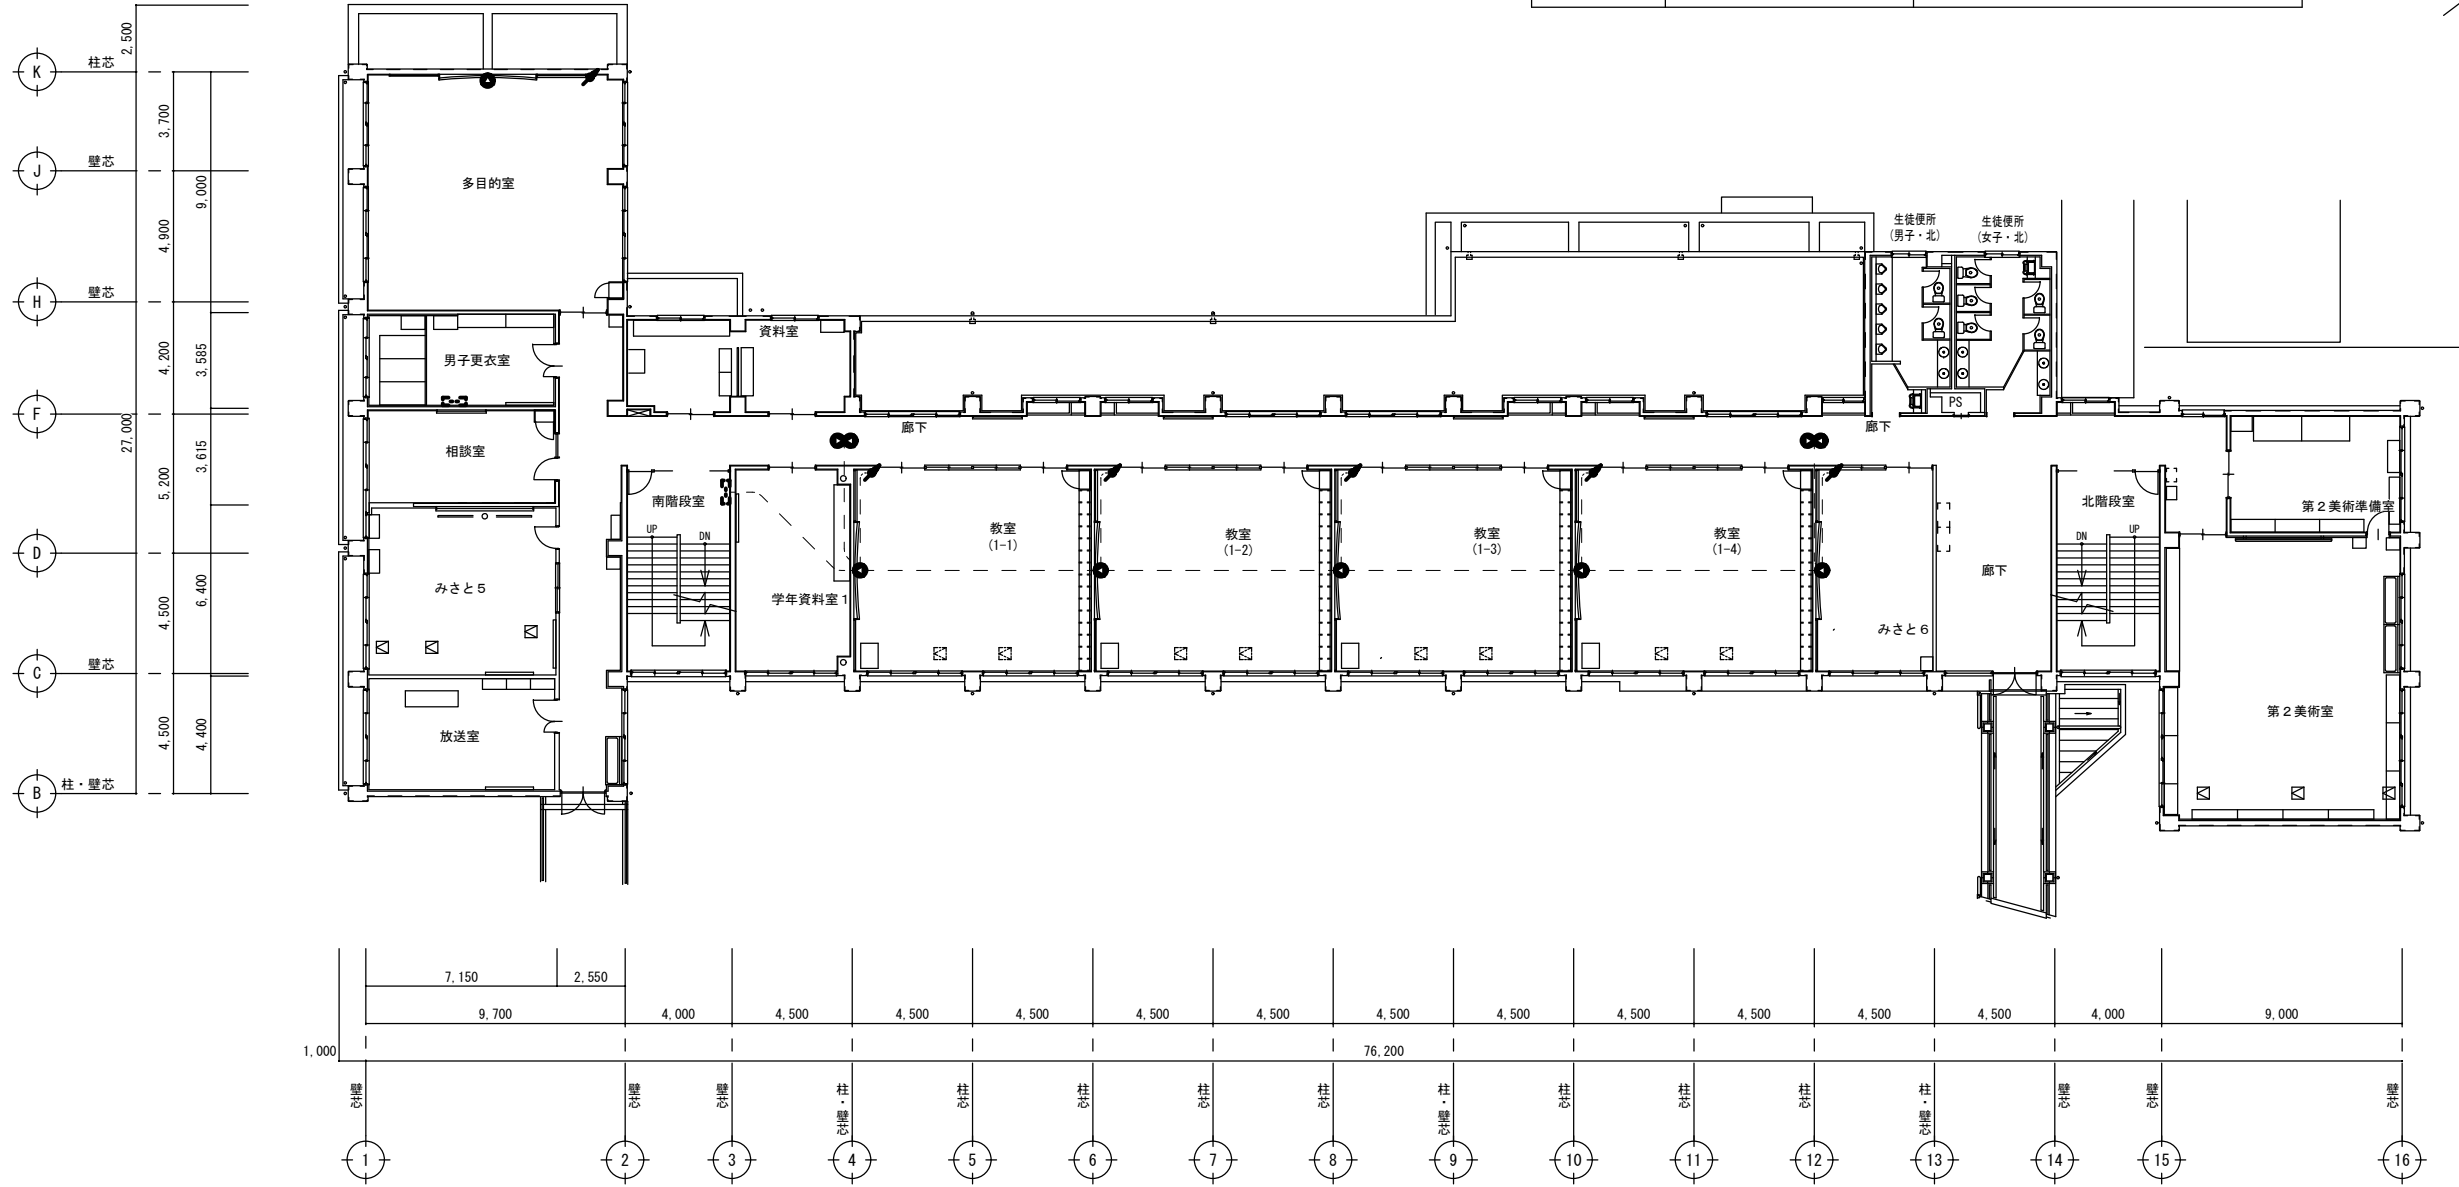 2,500
K
柱芯
3,700
J
壁芯
9,000
4,900
H
壁芯
4,200
3,585
F
27,000
3,615
5,200
D
6,400
4,500
C
壁芯
4,500
4,400
B
柱・壁芯
多目的室
生徒便所
(男子・北)
生徒便所
(女子・北)
資料室
男子更衣室
PS
廊下
廊下
相談室
南階段室
UP
DN
教室
(1-1)
教室
(1-2)
教室
(1-3)
教室
(1-4)
北階段室
DN
UP
第2美術準備室
みさと5
学年資料室1
廊下
みさと6
第2美術室
放送室
7,150
2,550
9,700
4,000
4,500
4,500
4,500
4,500
4,500
4,500
4,500
4,500
4,500
4,500
4,500
4,000
9,000
1,000
76,200
壁芯
壁芯
壁芯
柱・壁芯
柱芯
柱芯
柱芯
柱芯
柱・壁芯
柱芯
柱芯
柱芯
柱・壁芯
壁芯
壁芯
壁芯
1
2
3
4
5
6
7
8
9
10
11
12
13
14
15
16